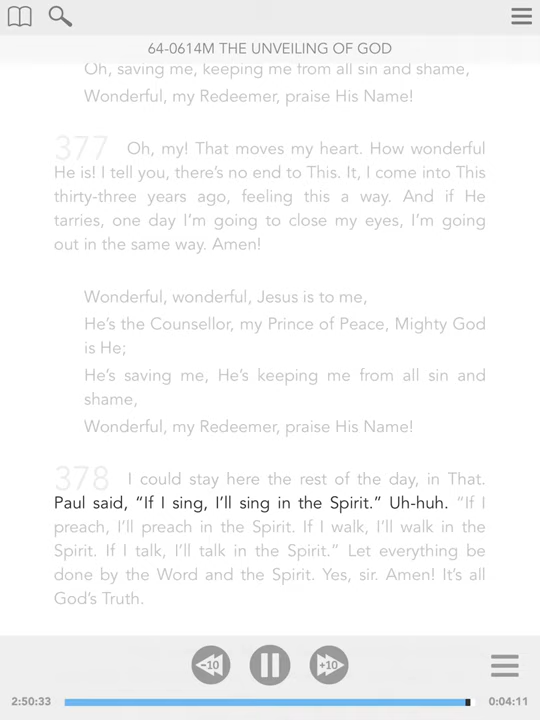 64-0614M THE UNVEILING OF GOD
Oh, saving me, keeping me from all sin and shame,
Wonderful, my Redeemer, praise His Name!
377 Oh, my! That moves my heart. How wonderful
He is! I tell you, there's no end to This. It, I come into This
thirty-three years ago, feeling this a way. And if He
tarries, one day I'm going to close my eyes, I'm going
out in the same way. Amen!
Wonderful, wonderful, Jesus is to me,
He's the Counsellor, my Prince of Peace, Mighty God
is He;
He's saving me, He's keeping me from all sin and
shame,
Wonderful, my Redeemer, praise His Name!
378 I could stay here the rest of the day, in That.
Paul said, “If I sing, I'll sing in the Spirit.” Uh-huh. “If I
preach, I'll preach in the Spirit. If I walk, I'll walk in the
Spirit. If I talk, I'll talk in the Spirit.” Let everything be
done by the Word and the Spirit. Yes, sir. Amen! It's all
God's Truth.
-10 +10
2:50:33 0:04:11